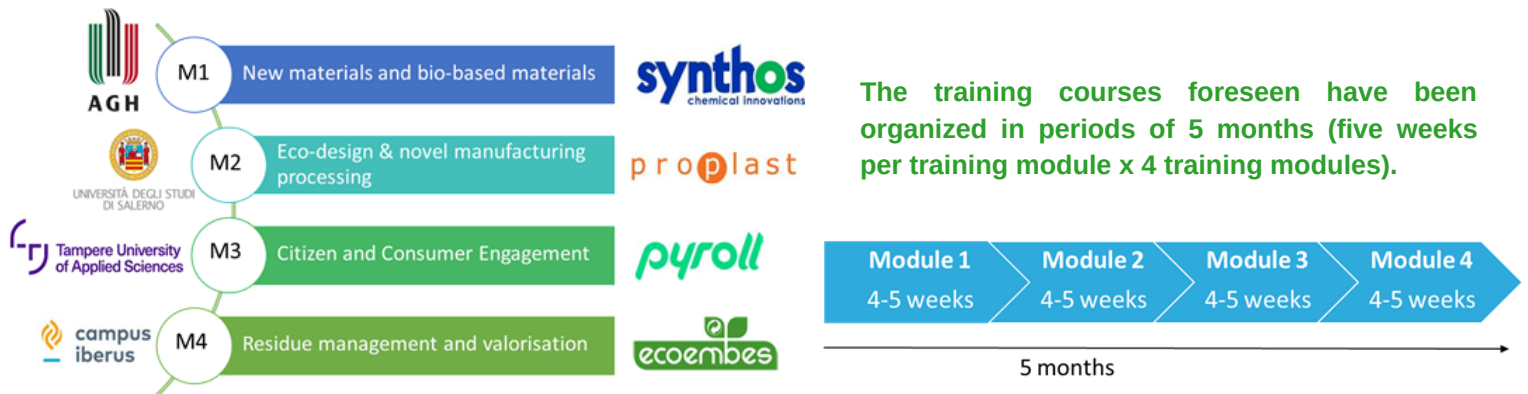 AGH
M1
New materials and bio-based materials
synthos
chemical innovations
UNIVERSITÀ DEGLI STUDI
DI SALERNO
M2
Eco-design & novel manufacturing
processing
proplast
Tampere University
of Applied Sciences
M3
Citizen and Consumer Engagement
pyroll
campus
iberus
M4
Residue management and valorisation
ecoembes
The training courses foreseen have been
organized in periods of 5 months (five weeks
per training module x 4 training modules).
Module 1
4-5 weeks
Module 2
4-5 weeks
Module 3
4-5 weeks
Module 4
4-5 weeks
5 months